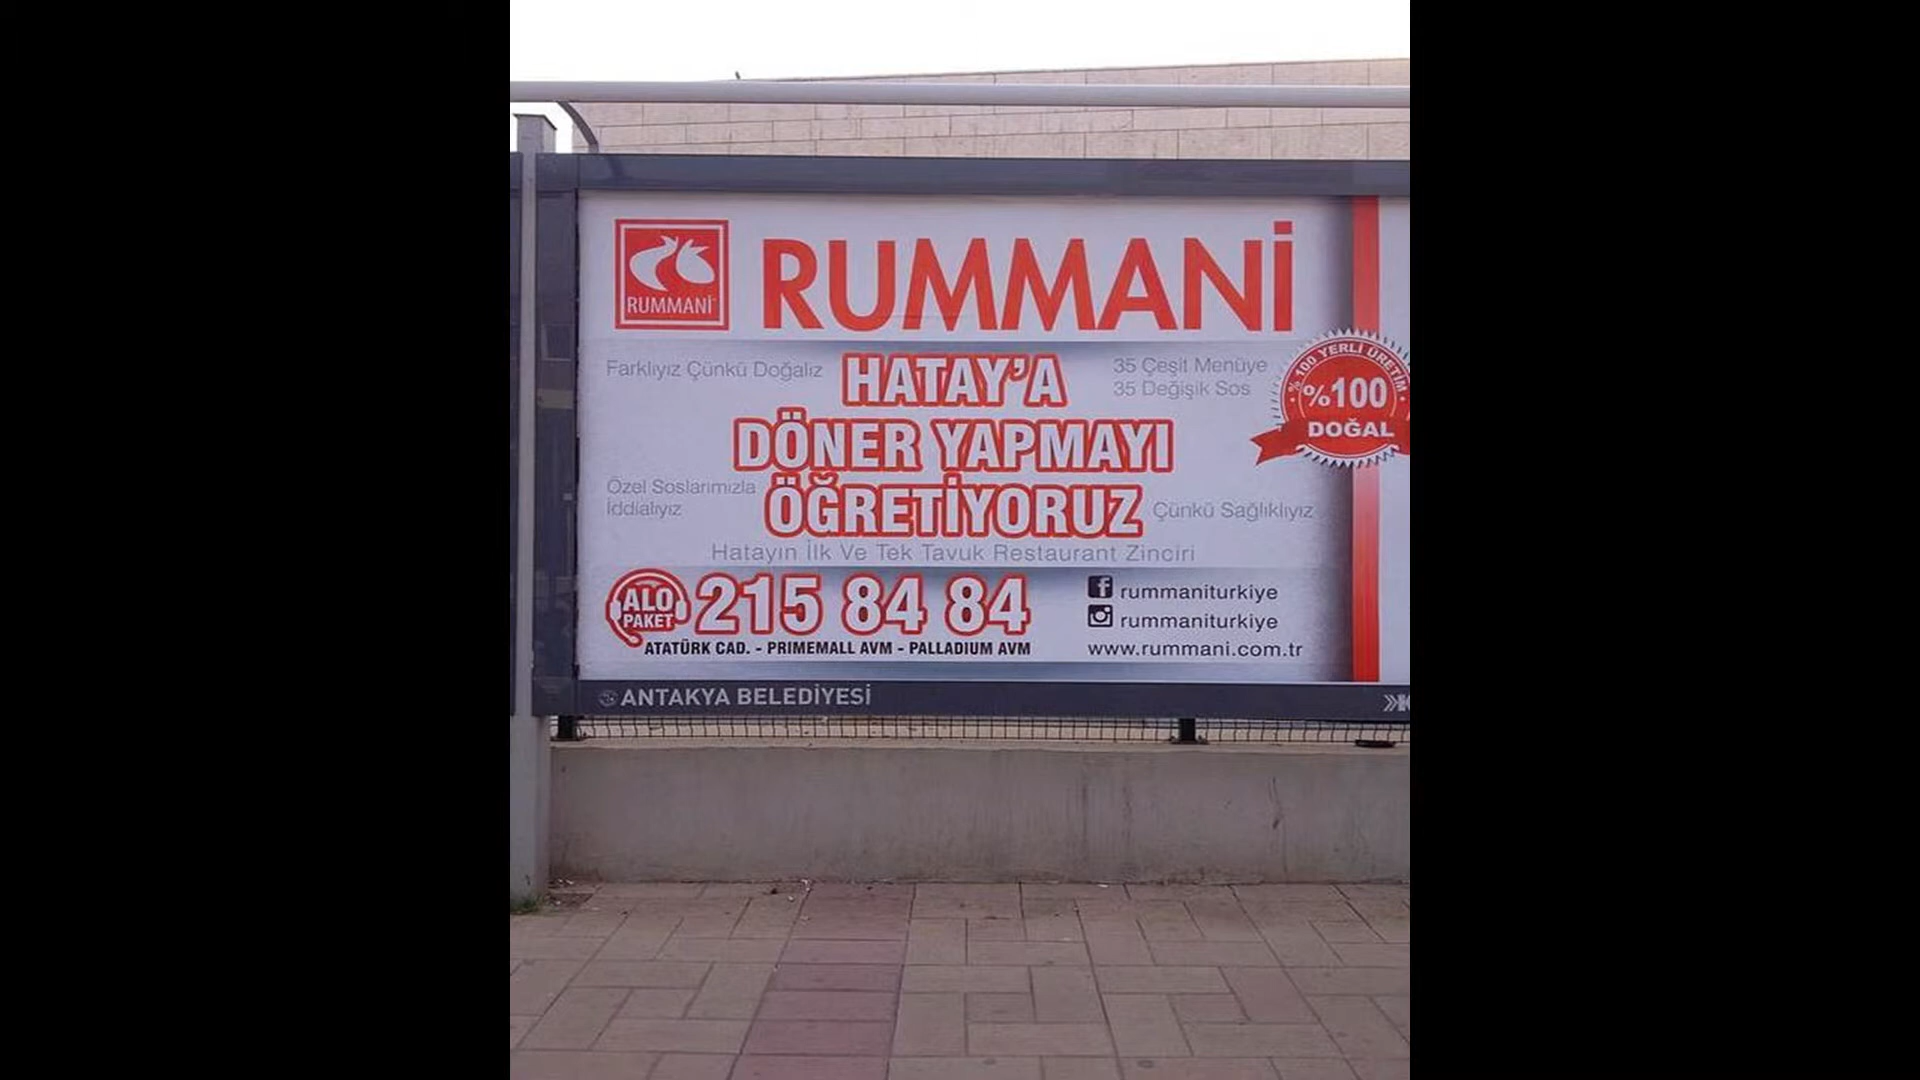 RUMMANİ
RUMMANİ
Farklıyız Çünkü Doğalız
HATAY'A
35 Çeşit Menüye
35 Değişik Sos
% 100 YERLİ ÜRETİM
%100
DOĞAL
DÖNER YAPMAYI
Özel Soslarımızla
İddialıyız
ÖĞRETİYORUZ
Çünkü Sağlıklıyız
Hatayın İlk Ve Tek Tavuk Restaurant Zinciri
ALO
PAKET
215 84 84
ATATÜRK CAD. - PRIMEMALL AVM - PALLADIUM AVM
rummaniturkiye
rummaniturkiye
www.rummani.com.tr
ANTAKYA BELEDİYESİ